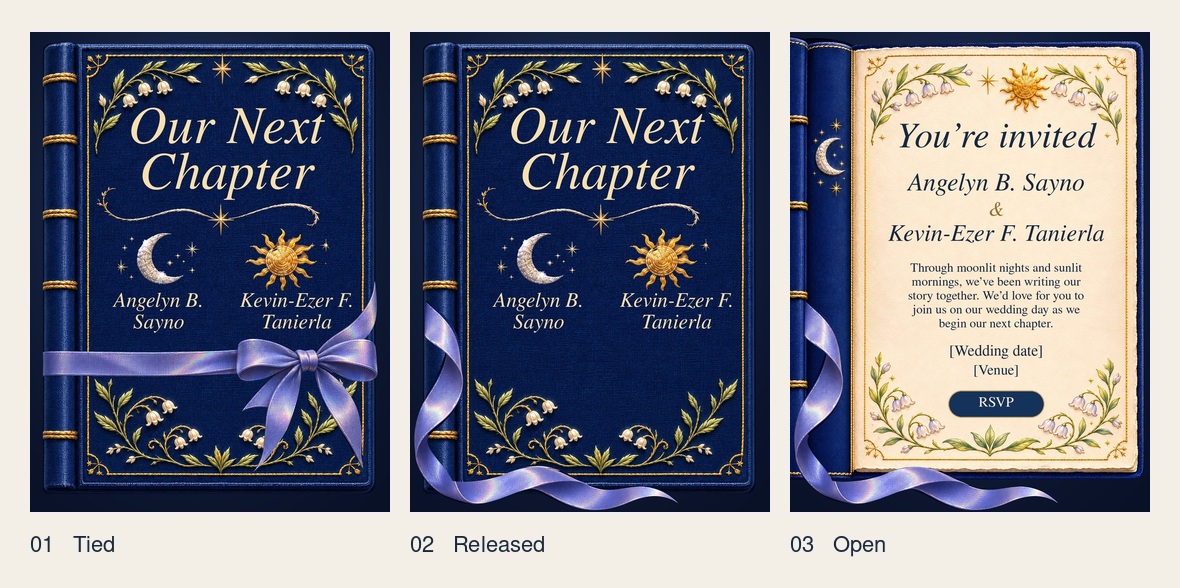 Our Next
Chapter
Angelyn B.
Sayno
Kevin-Ezer F.
Tanierla
01 Tied
Our Next
Chapter
Angelyn B.
Sayno
Kevin-Ezer F.
Tanierla
02 Released
You’re invited
Angelyn B. Sayno
&
Kevin-Ezer F. Tanierla
Through moonlit nights and sunlit
mornings, we’ve been writing our
story together. We’d love for you to
join us on our wedding day as we
begin our next chapter.
[Wedding date]
[Venue]
RSVP
03 Open